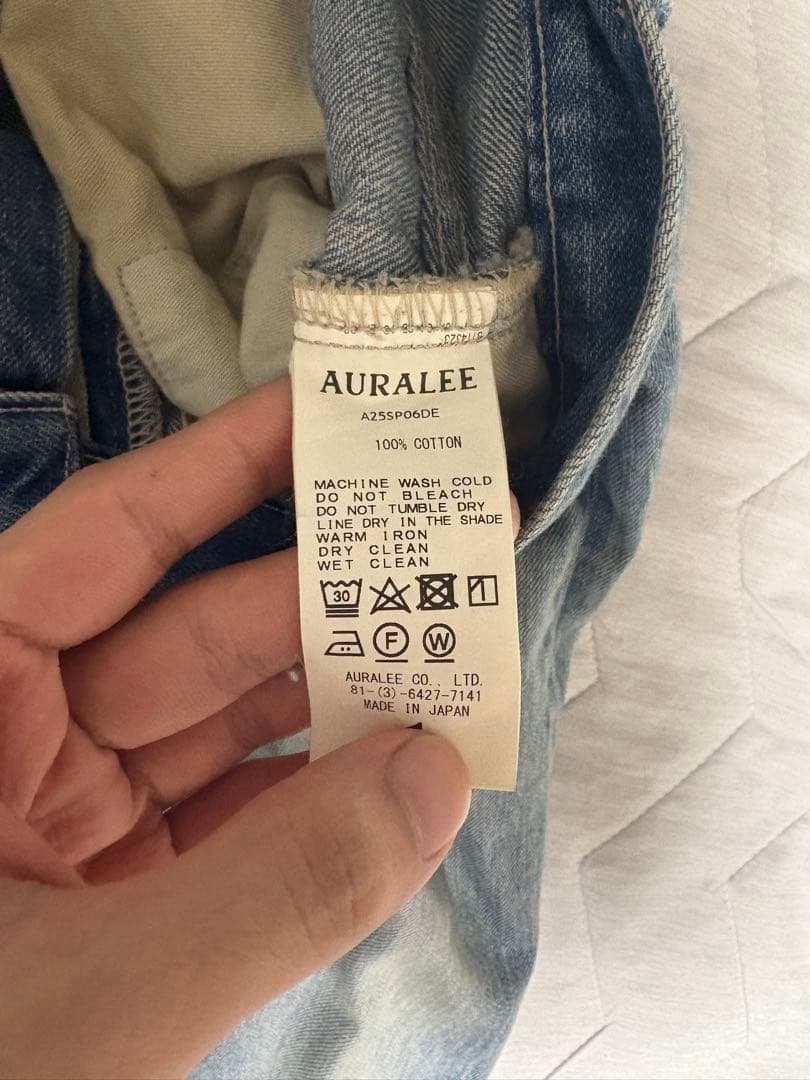 AURALEE
A25SP06DE
100% COTTON
MACHINE WASH COLD
DO NOT BLEACH
DO NOT TUMBLE DRY
LINE DRY IN THE SHADE
WARM IRON
DRY CLEAN
WET CLEAN
30
F W
AURALEE CO., LTD.
81-(3)-6427-7141
MADE IN JAPAN